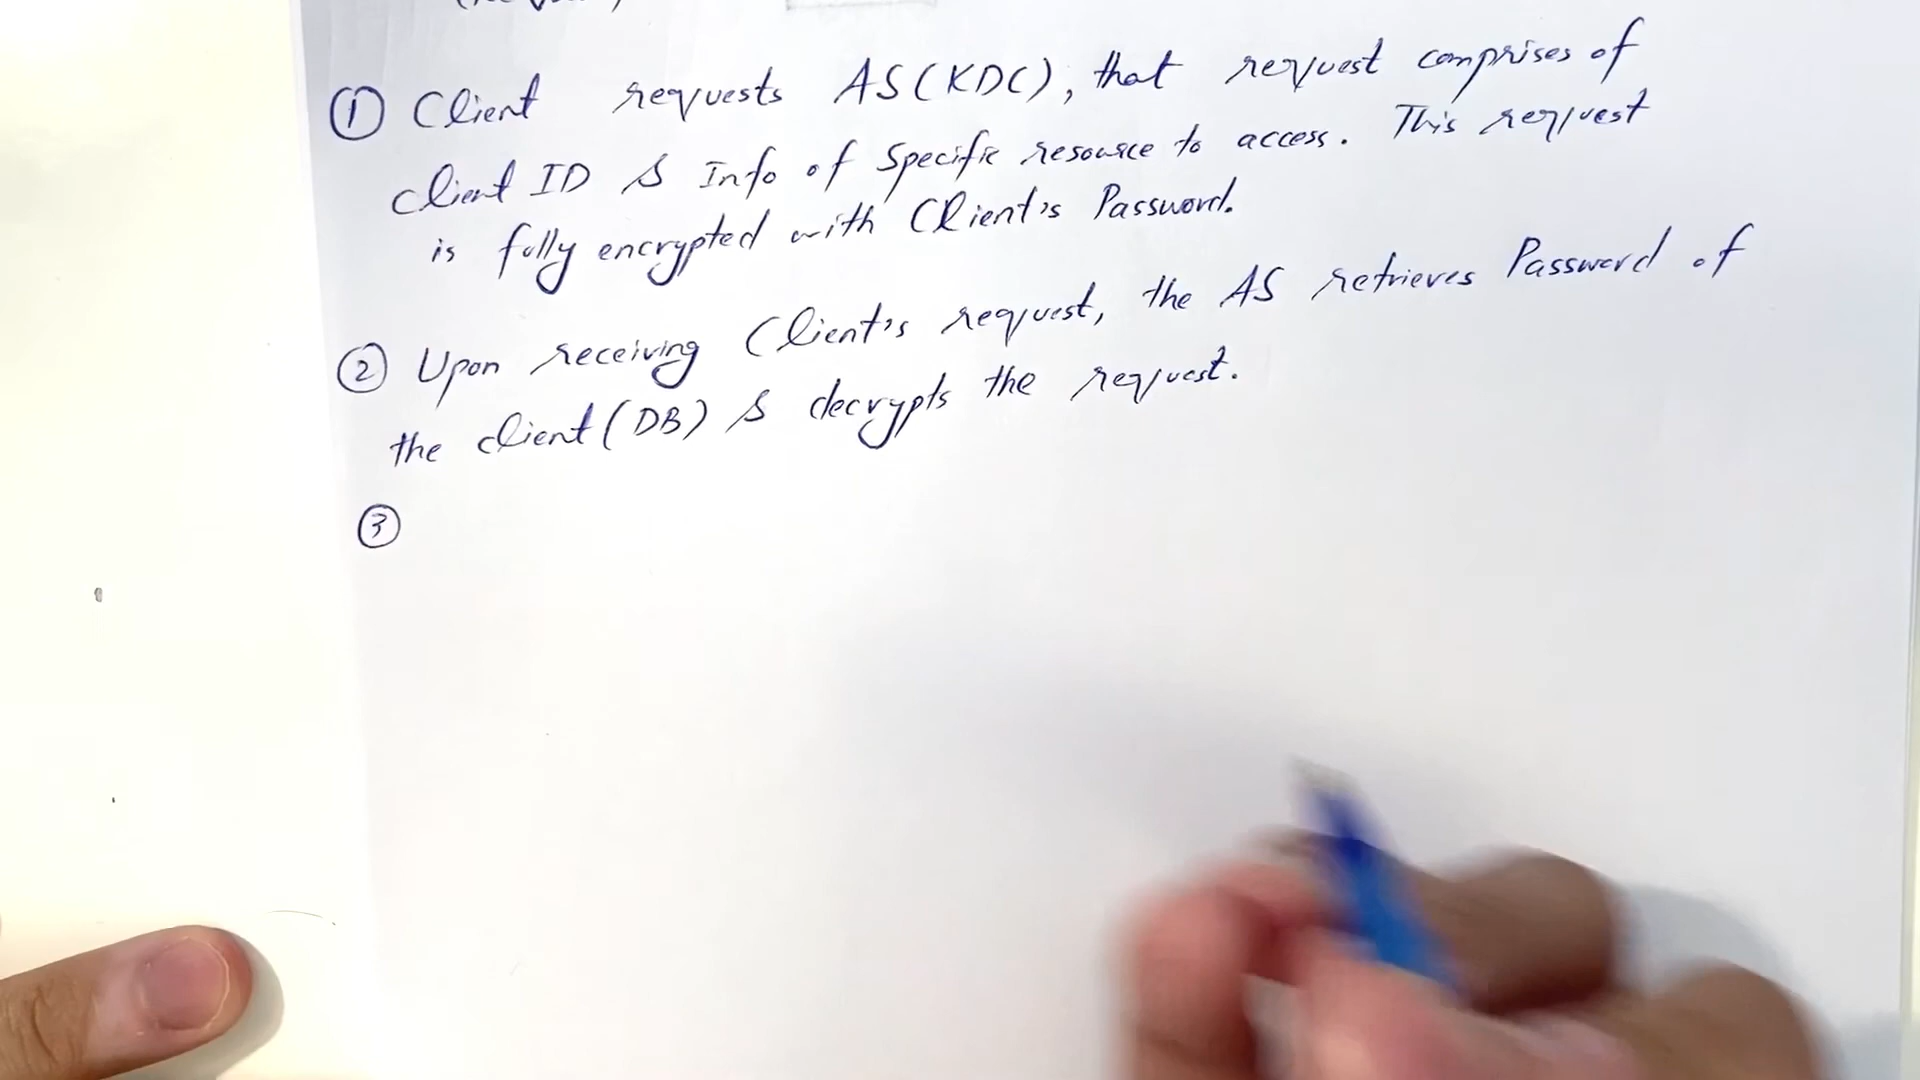 ① Client requests AS(KDC), that request comprises of
client ID & Info of specific resource to access. This request
is fully encrypted with Client's Password.
② Upon receiving Client's request, the AS retrieves Password of
the client (DB) & decrypts the request.
③